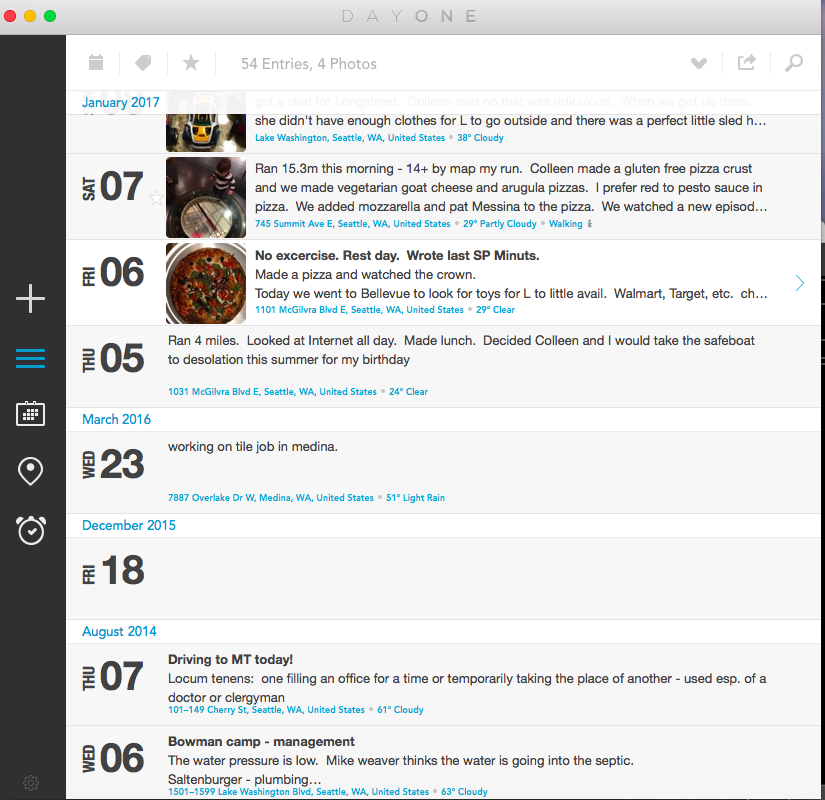 DAYONE
54 Entries, 4 Photos
January 2017
get a sled for Longstreet. Colleen said no that was ridiculous. When we got up there,
she didn't have enough clothes for L to go outside and there was a perfect little sled h…
Lake Washington, Seattle, WA, United States • 38° Cloudy
SAT 07
Ran 15.3m this morning - 14+ by map my run. Colleen made a gluten free pizza crust
and we made vegetarian goat cheese and arugula pizzas. I prefer red to pesto sauce in
pizza. We added mozzarella and pat Messina to the pizza. We watched a new episod…
745 Summit Ave E, Seattle, WA, United States • 29° Partly Cloudy • Walking
FRI 06
No excercise. Rest day. Wrote last SP Minuts.
Made a pizza and watched the crown.
Today we went to Bellevue to look for toys for L to little avail. Walmart, Target, etc. ch…
1101 McGilvra Blvd E, Seattle, WA, United States • 29° Clear
THU 05
Ran 4 miles. Looked at Internet all day. Made lunch. Decided Colleen and I would take the safeboat
to desolation this summer for my birthday
1031 McGilvra Blvd E, Seattle, WA, United States • 24° Clear
March 2016
WED 23
working on tile job in medina.
7887 Overlake Dr W, Medina, WA, United States • 51° Light Rain
December 2015
FRI 18
August 2014
THU 07
Driving to MT today!
Locum tenens: one filling an office for a time or temporarily taking the place of another - used esp. of a
doctor or clergyman
101–149 Cherry St, Seattle, WA, United States • 61° Cloudy
WED 06
Bowman camp - management
The water pressure is low. Mike weaver thinks the water is going into the septic.
Saltenburger - plumbing…
1501–1599 Lake Washington Blvd, Seattle, WA, United States • 63° Cloudy